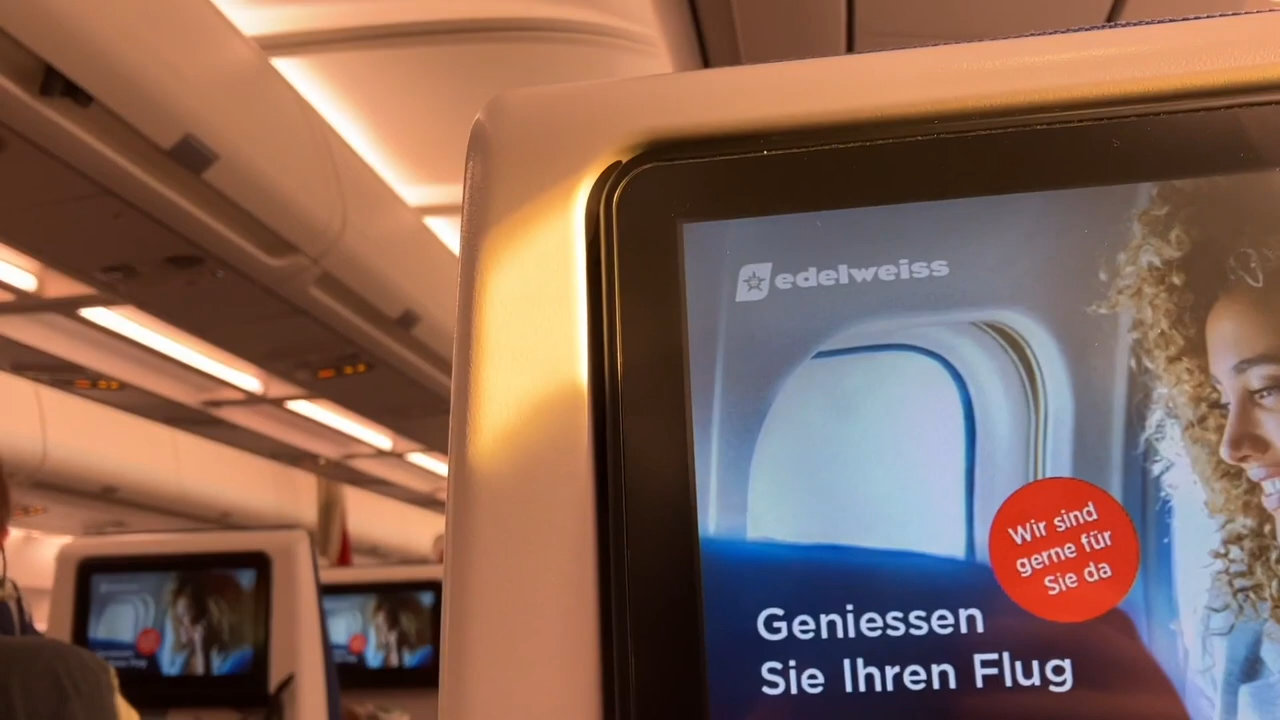 edelweiss
Wir sind
gerne für
Sie da
Geniessen
Sie Ihren Flug